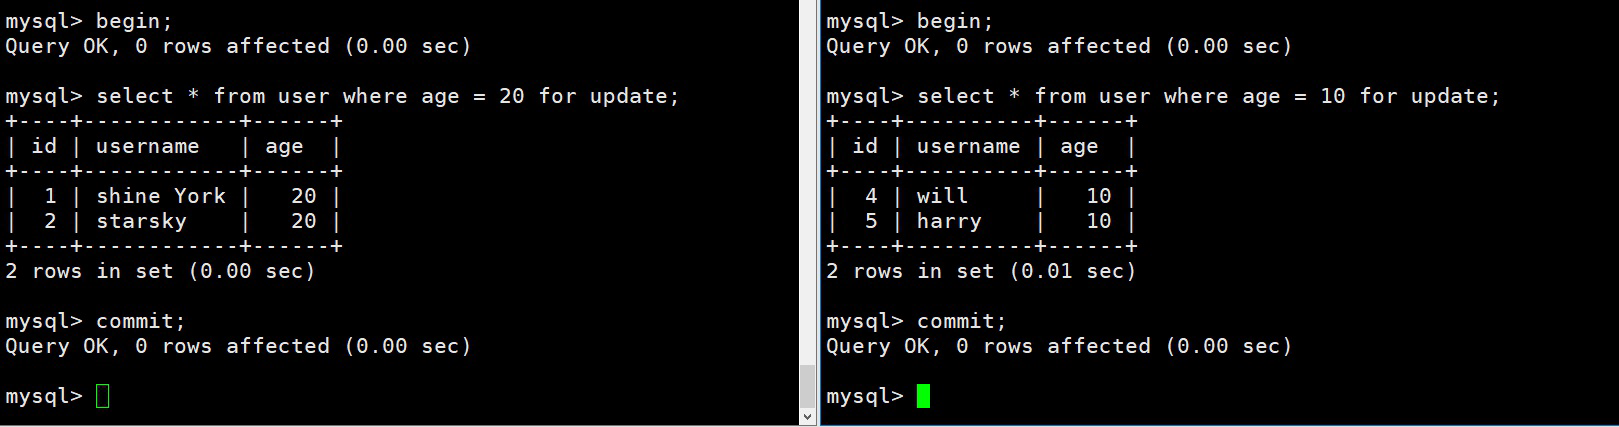 mysql> begin;
Query OK, 0 rows affected (0.00 sec)
mysql> select * from user where age = 20 for update;
+----+------------+------+
| id | username   | age  |
+----+------------+------+
|  1 | shine York |   20 |
|  2 | starsky    |   20 |
+----+------------+------+
2 rows in set (0.00 sec)
mysql> commit;
Query OK, 0 rows affected (0.00 sec)
mysql>
mysql> begin;
Query OK, 0 rows affected (0.00 sec)
mysql> select * from user where age = 10 for update;
+----+----------+------+
| id | username | age  |
+----+----------+------+
|  4 | will     |   10 |
|  5 | harry    |   10 |
+----+----------+------+
2 rows in set (0.01 sec)
mysql> commit;
Query OK, 0 rows affected (0.00 sec)
mysql>